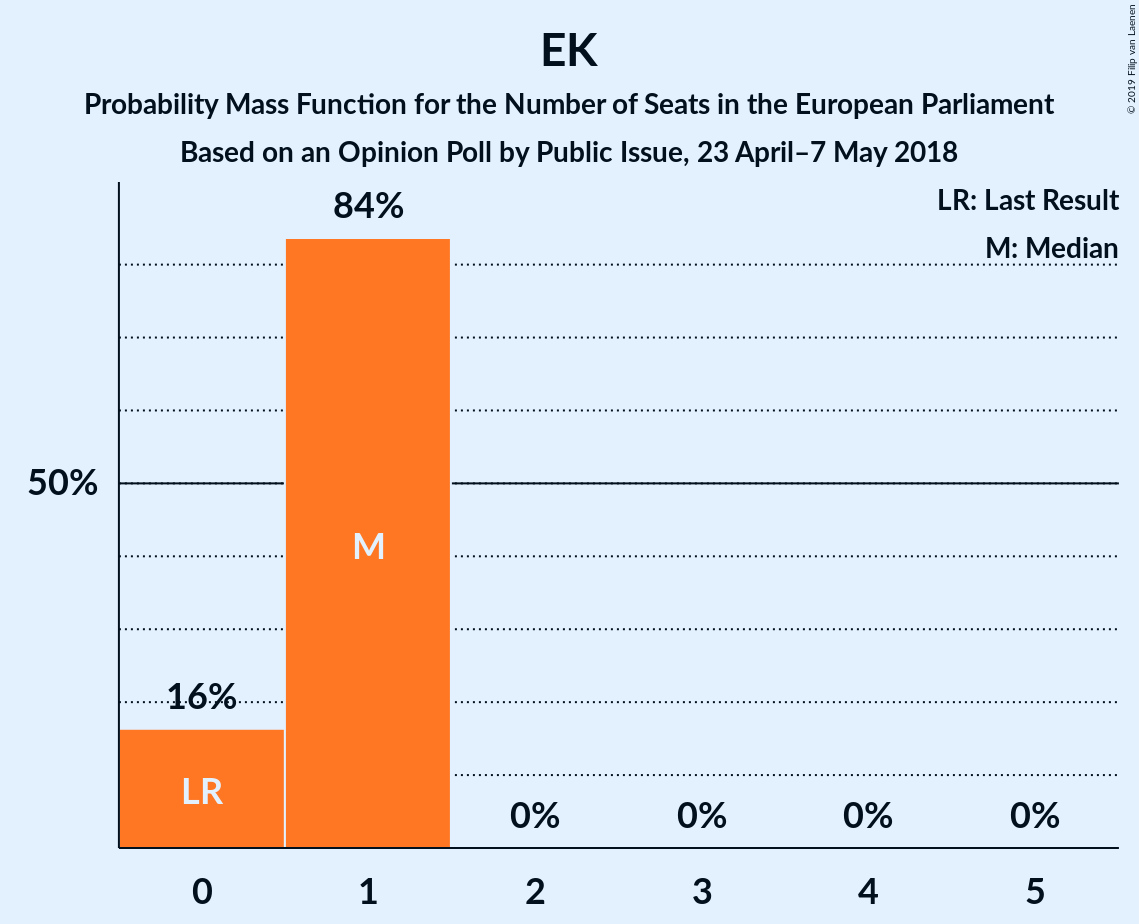 EK
Probability Mass Function for the Number of Seats in the European Parliament
Based on an Opinion Poll by Public Issue, 23 April–7 May 2018
© 2019 Filip van Laenen
LR: Last Result
M: Median
84%
50%
M
16%
LR
0% 0% 0% 0%
0 1 2 3 4 5